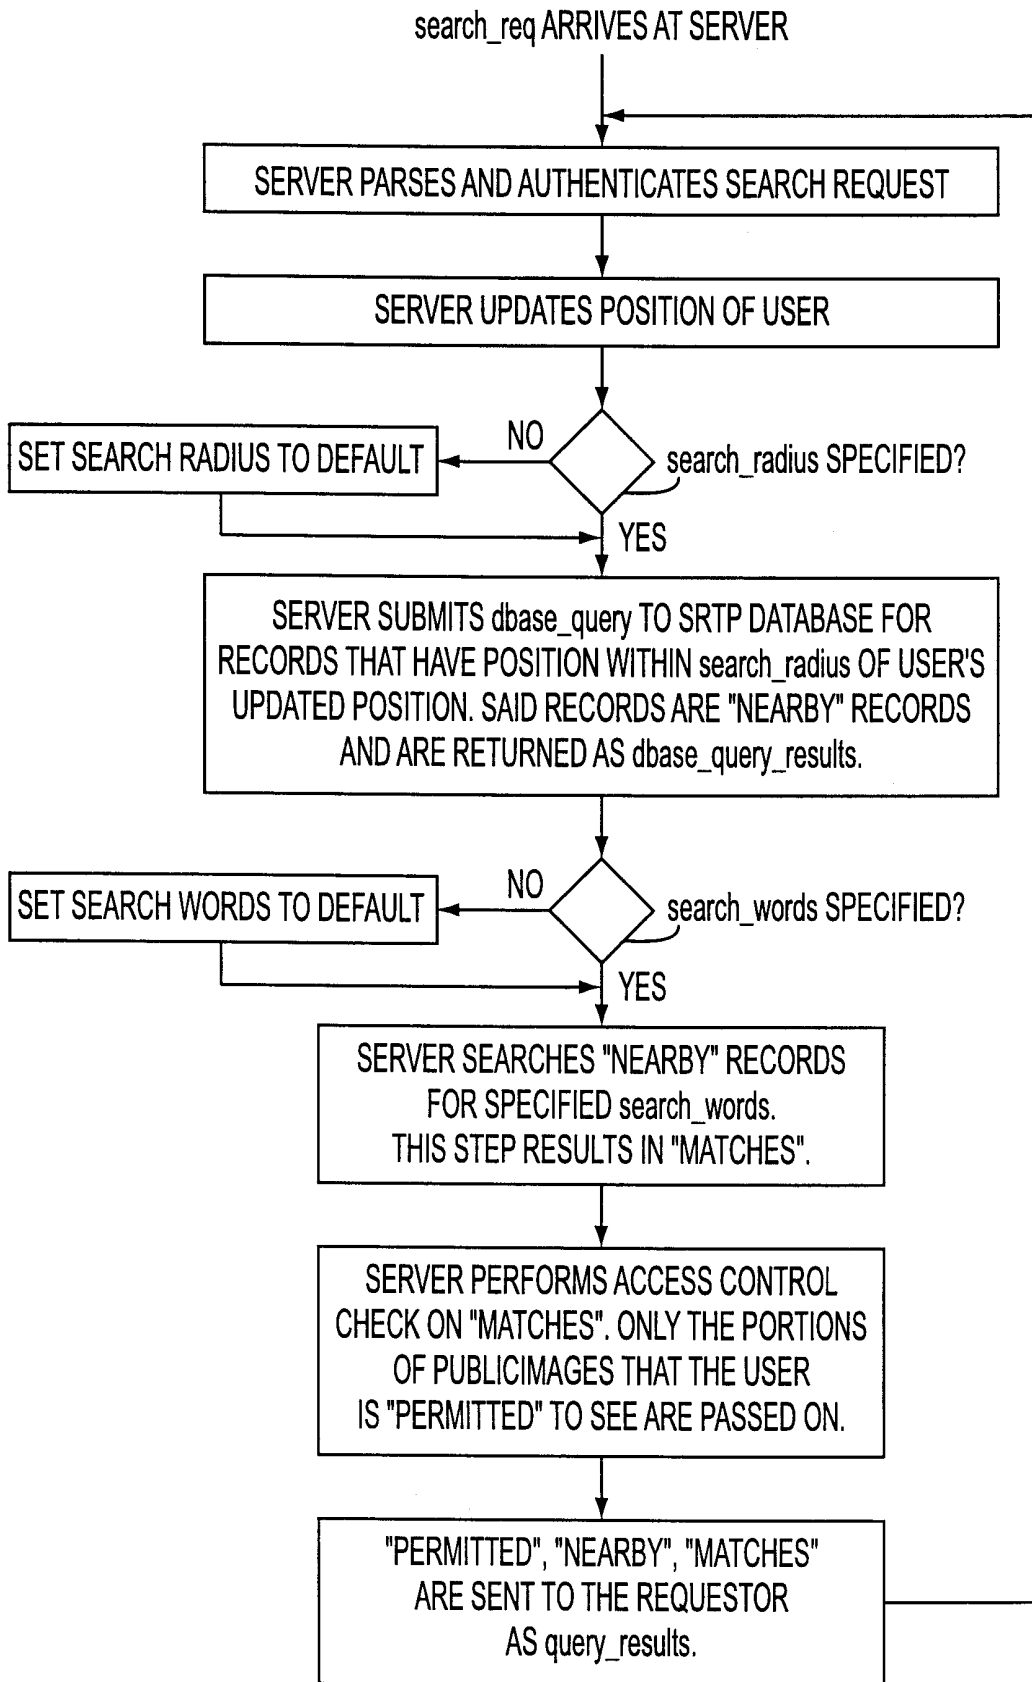 search_req ARRIVES AT SERVER
SERVER PARSES AND AUTHENTICATES SEARCH REQUEST
SERVER UPDATES POSITION OF USER
NO
SET SEARCH RADIUS TO DEFAULT
search_radius SPECIFIED?
YES
SERVER SUBMITS dbase_query TO SRTP DATABASE FOR
RECORDS THAT HAVE POSITION WITHIN search_radius OF USER'S
UPDATED POSITION. SAID RECORDS ARE "NEARBY" RECORDS
AND ARE RETURNED AS dbase_query_results.
NO
SET SEARCH WORDS TO DEFAULT
search_words SPECIFIED?
YES
SERVER SEARCHES "NEARBY" RECORDS
FOR SPECIFIED search_words.
THIS STEP RESULTS IN "MATCHES".
SERVER PERFORMS ACCESS CONTROL
CHECK ON "MATCHES". ONLY THE PORTIONS
OF PUBLICIMAGES THAT THE USER
IS "PERMITTED" TO SEE ARE PASSED ON.
"PERMITTED", "NEARBY", "MATCHES"
ARE SENT TO THE REQUESTOR
AS query_results.